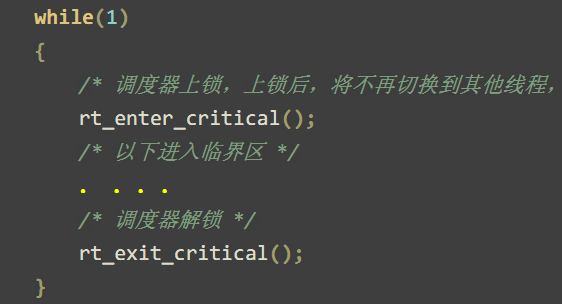 while(1)
{
/* 调度器上锁，上锁后，将不再切换到其他线程，
rt_enter_critical();
/* 以下进入临界区 */
. . . .
/* 调度器解锁 */
rt_exit_critical();
}